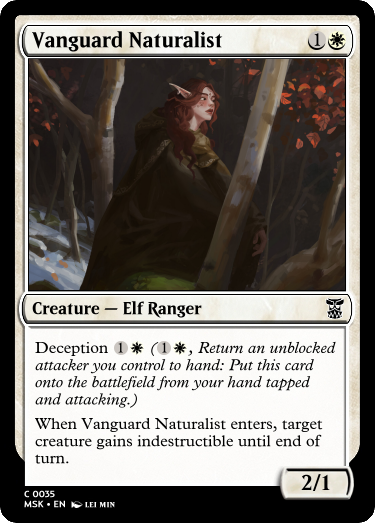 Vanguard Naturalist 1
Creature — Elf Ranger
Deception 1 (1, Return an unblocked
attacker you control to hand: Put this card
onto the battlefield from your hand tapped
and attacking.)
When Vanguard Naturalist enters, target
creature gains indestructible until end of
turn.
2/1
C 0035
MSK • EN LEI MIN